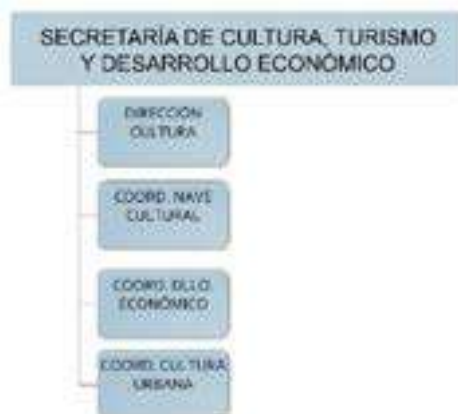 SECRETARÍA DE CULTURA, TURISMO
Y DESARROLLO ECONÓMICO
DIRECCIÓN
CULTURA
COORD. NAVE
CULTURAL
COORD. DLLO.
ECONÓMICO
COORD. CULTURA
URBANA